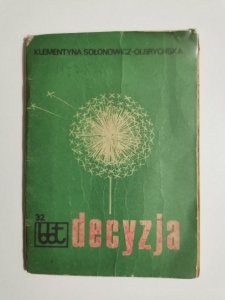 KLEMENTYNA SOŁONOWICZ-OLBRYCHSKA
32
decyzja